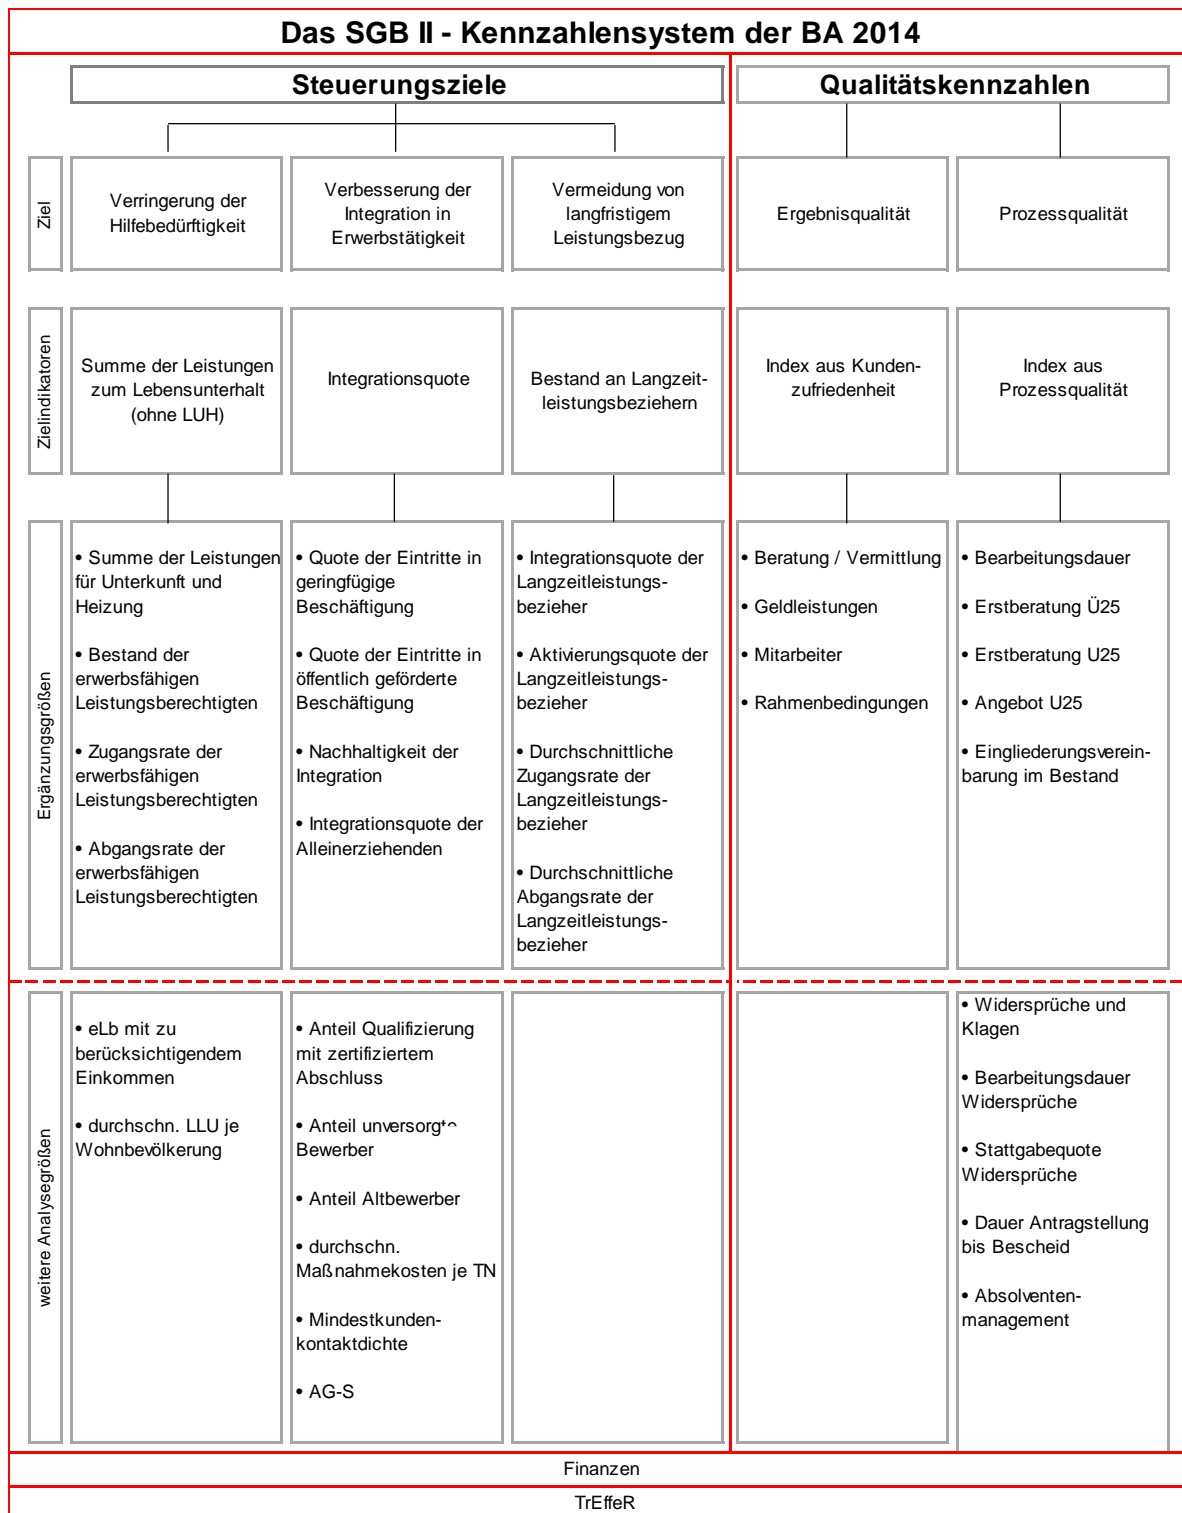 Das SGB II - Kennzahlensystem der BA 2014
Steuerungsziele
Qualitätskennzahlen
Ziel
Verringerung der
Hilfebedürftigkeit
Verbesserung der
Integration in
Erwerbstätigkeit
Vermeidung von
langfristigem
Leistungsbezug
Ergebnisqualität
Prozessqualität
Zielindikatoren
Summe der Leistungen
zum Lebensunterhalt
(ohne LUH)
Integrationsquote
Bestand an Langzeit-
leistungsbeziehern
Index aus Kunden-
zufriedenheit
Index aus
Prozessqualität
Ergänzungsgrößen
• Summe der Leistungen
für Unterkunft und
Heizung
• Bestand der
erwerbsfähigen
Leistungsberechtigten
• Zugangsrate der
erwerbsfähigen
Leistungsberechtigten
• Abgangsrate der
erwerbsfähigen
Leistungsberechtigten
• Quote der Eintritte in
geringfügige
Beschäftigung
• Quote der Eintritte in
öffentlich geförderte
Beschäftigung
• Nachhaltigkeit der
Integration
• Integrationsquote der
Alleinerziehenden
• Integrationsquote der
Langzeitleistungs-
bezieher
• Aktivierungsquote der
Langzeitleistungs-
bezieher
• Durchschnittliche
Zugangsrate der
Langzeitleistungs-
bezieher
• Durchschnittliche
Abgangsrate der
Langzeitleistungs-
bezieher
• Beratung / Vermittlung
• Geldleistungen
• Mitarbeiter
• Rahmenbedingungen
• Bearbeitungsdauer
• Erstberatung Ü25
• Erstberatung U25
• Angebot U25
• Eingliederungsverein-
barung im Bestand
weitere Analysegrößen
• eLb mit zu
berücksichtigendem
Einkommen
• durchschn. LLU je
Wohnbevölkerung
• Anteil Qualifizierung
mit zertifiziertem
Abschluss
• Anteil
Bewerber
• Anteil Altbewerber
• durchschn.
Maßnahmekosten je TN
• Mindestkunden-
kontaktdichte
• AG-S
• Widersprüche und
Klagen
• Bearbeitungsdauer
Widersprüche
• Stattgabequote
Widersprüche
• Dauer Antragstellung
bis Bescheid
• Absolventen-
management
Finanzen
TrEffeR